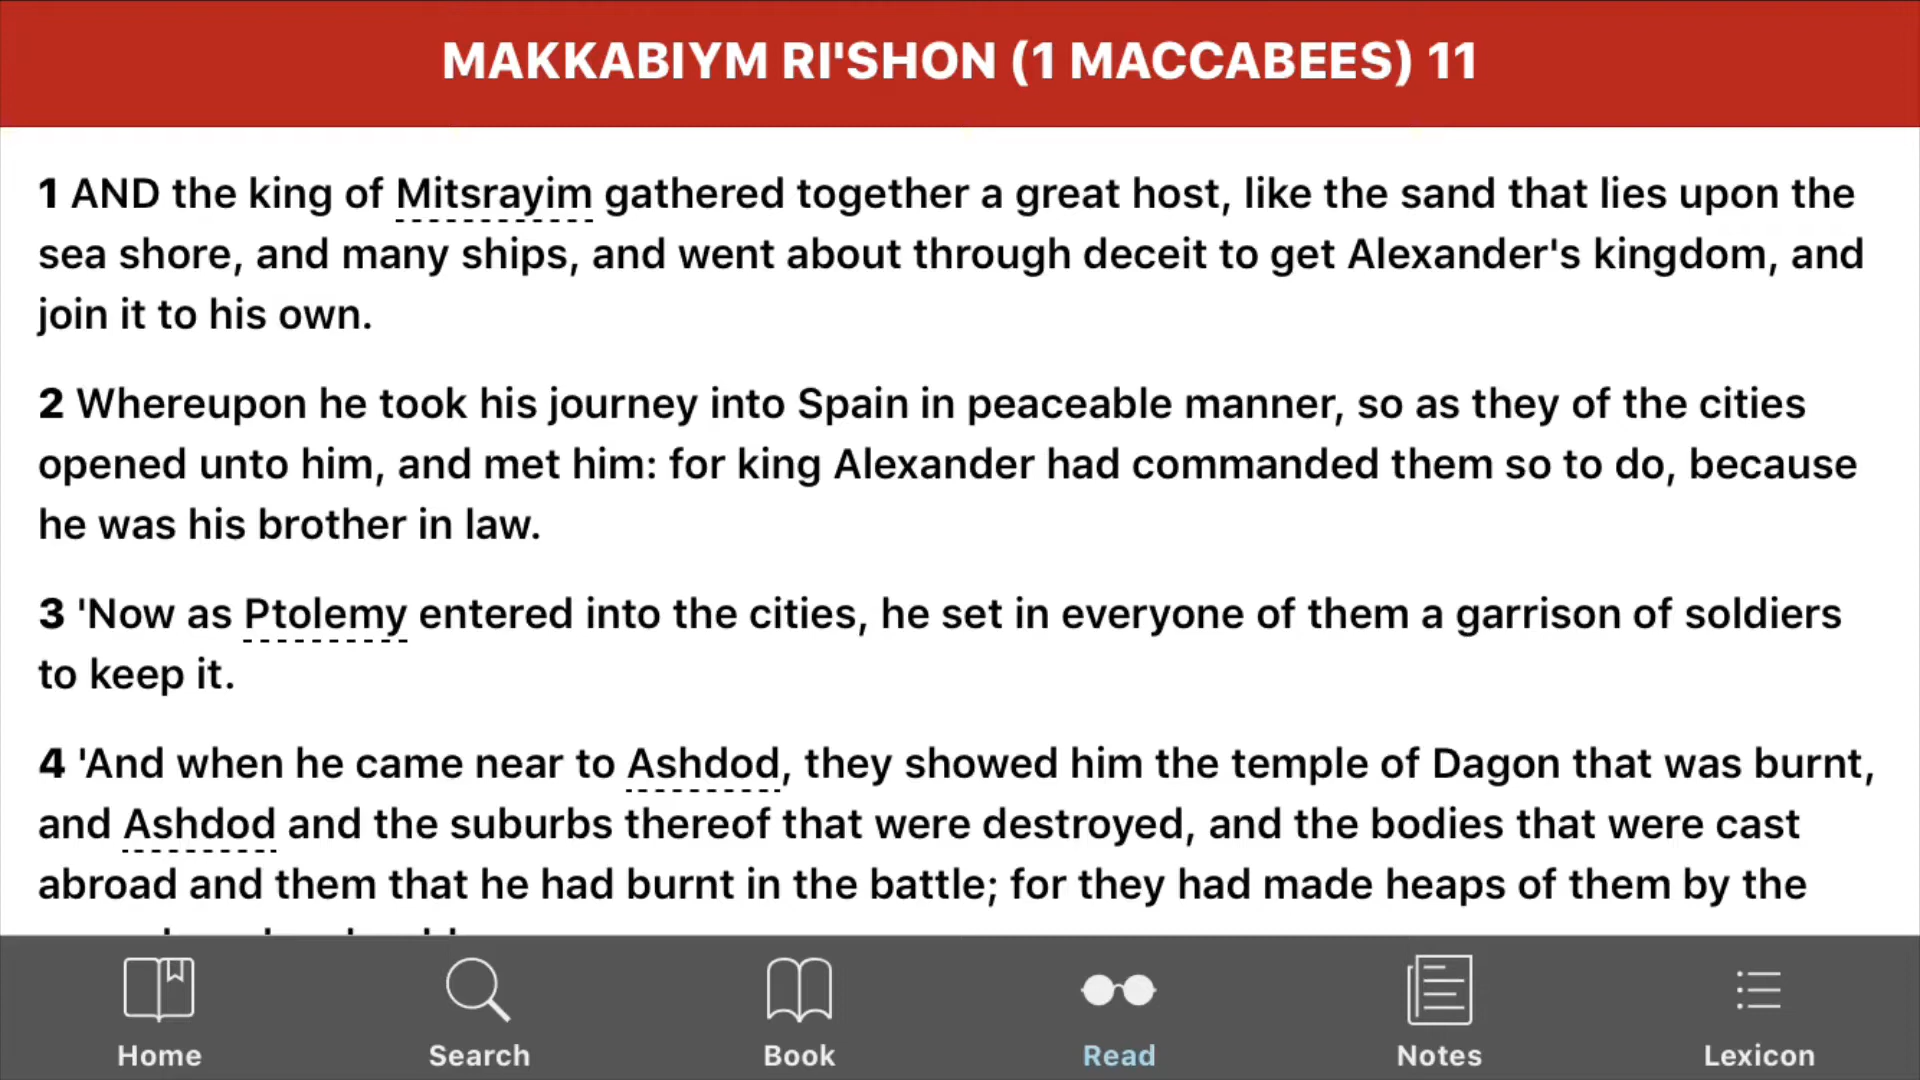 MAKKABIYM RI'SHON (1 MACCABEES) 11
1 AND the king of Mitsrayim gathered together a great host, like the sand that lies upon the
sea shore, and many ships, and went about through deceit to get Alexander's kingdom, and
join it to his own.
2 Whereupon he took his journey into Spain in peaceable manner, so as they of the cities
opened unto him, and met him: for king Alexander had commanded them so to do, because
he was his brother in law.
3 'Now as Ptolemy entered into the cities, he set in everyone of them a garrison of soldiers
to keep it.
4 'And when he came near to Ashdod, they showed him the temple of Dagon that was burnt,
and Ashdod and the suburbs thereof that were destroyed, and the bodies that were cast
abroad and them that he had burnt in the battle; for they had made heaps of them by the
Home
Search
Book
Read
Notes
Lexicon